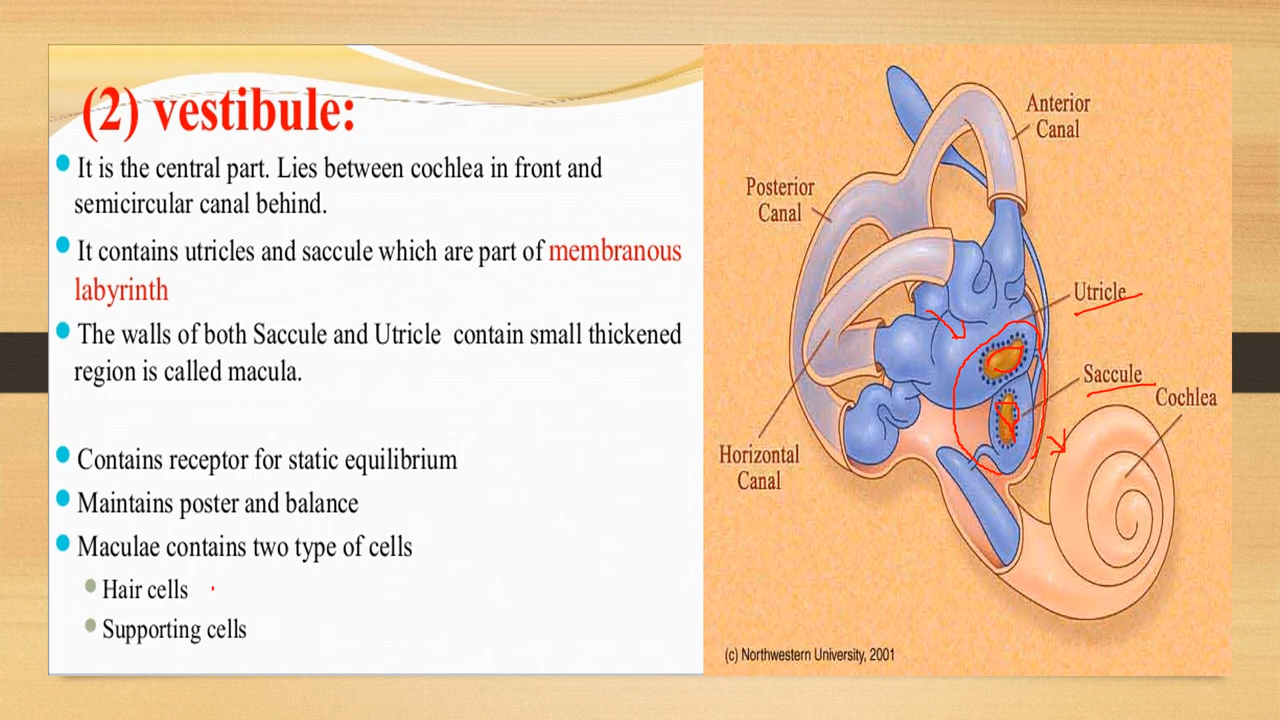 (2) vestibule:
It is the central part. Lies between cochlea in front and
semicircular canal behind.
It contains utricles and saccule which are part of membranous
labyrinth
The walls of both Saccule and Utricle contain small thickened
region is called macula.
Contains receptor for static equilibrium
Maintains poster and balance
Maculae contains two type of cells
Hair cells
Supporting cells
Anterior
Canal
Posterior
Canal
Utricle
Saccule
Cochlea
Horizontal
Canal
(c) Northwestern University, 2001